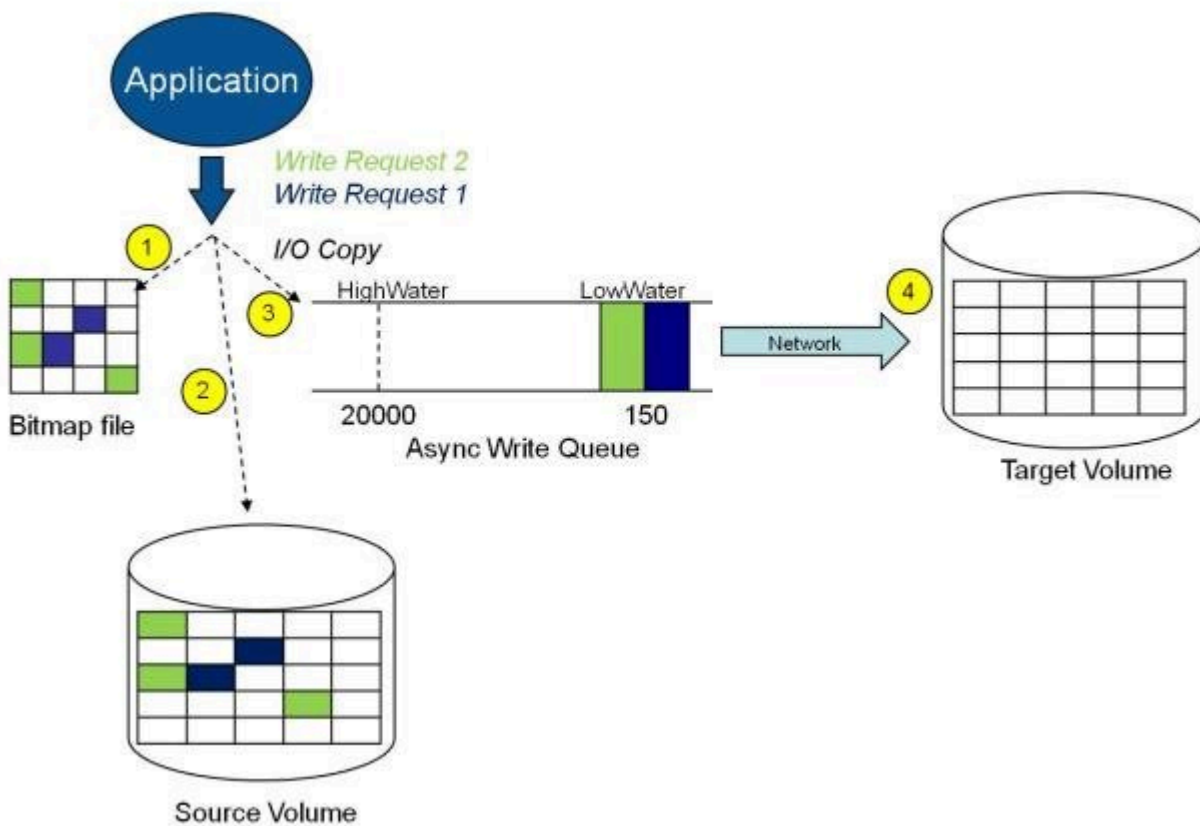 Application
Write Request 2
Write Request 1
1
I/O Copy
HighWater
LowWater
4
3
Network
2
20000
150
Bitmap file
Async Write Queue
Target Volume
Source Volume